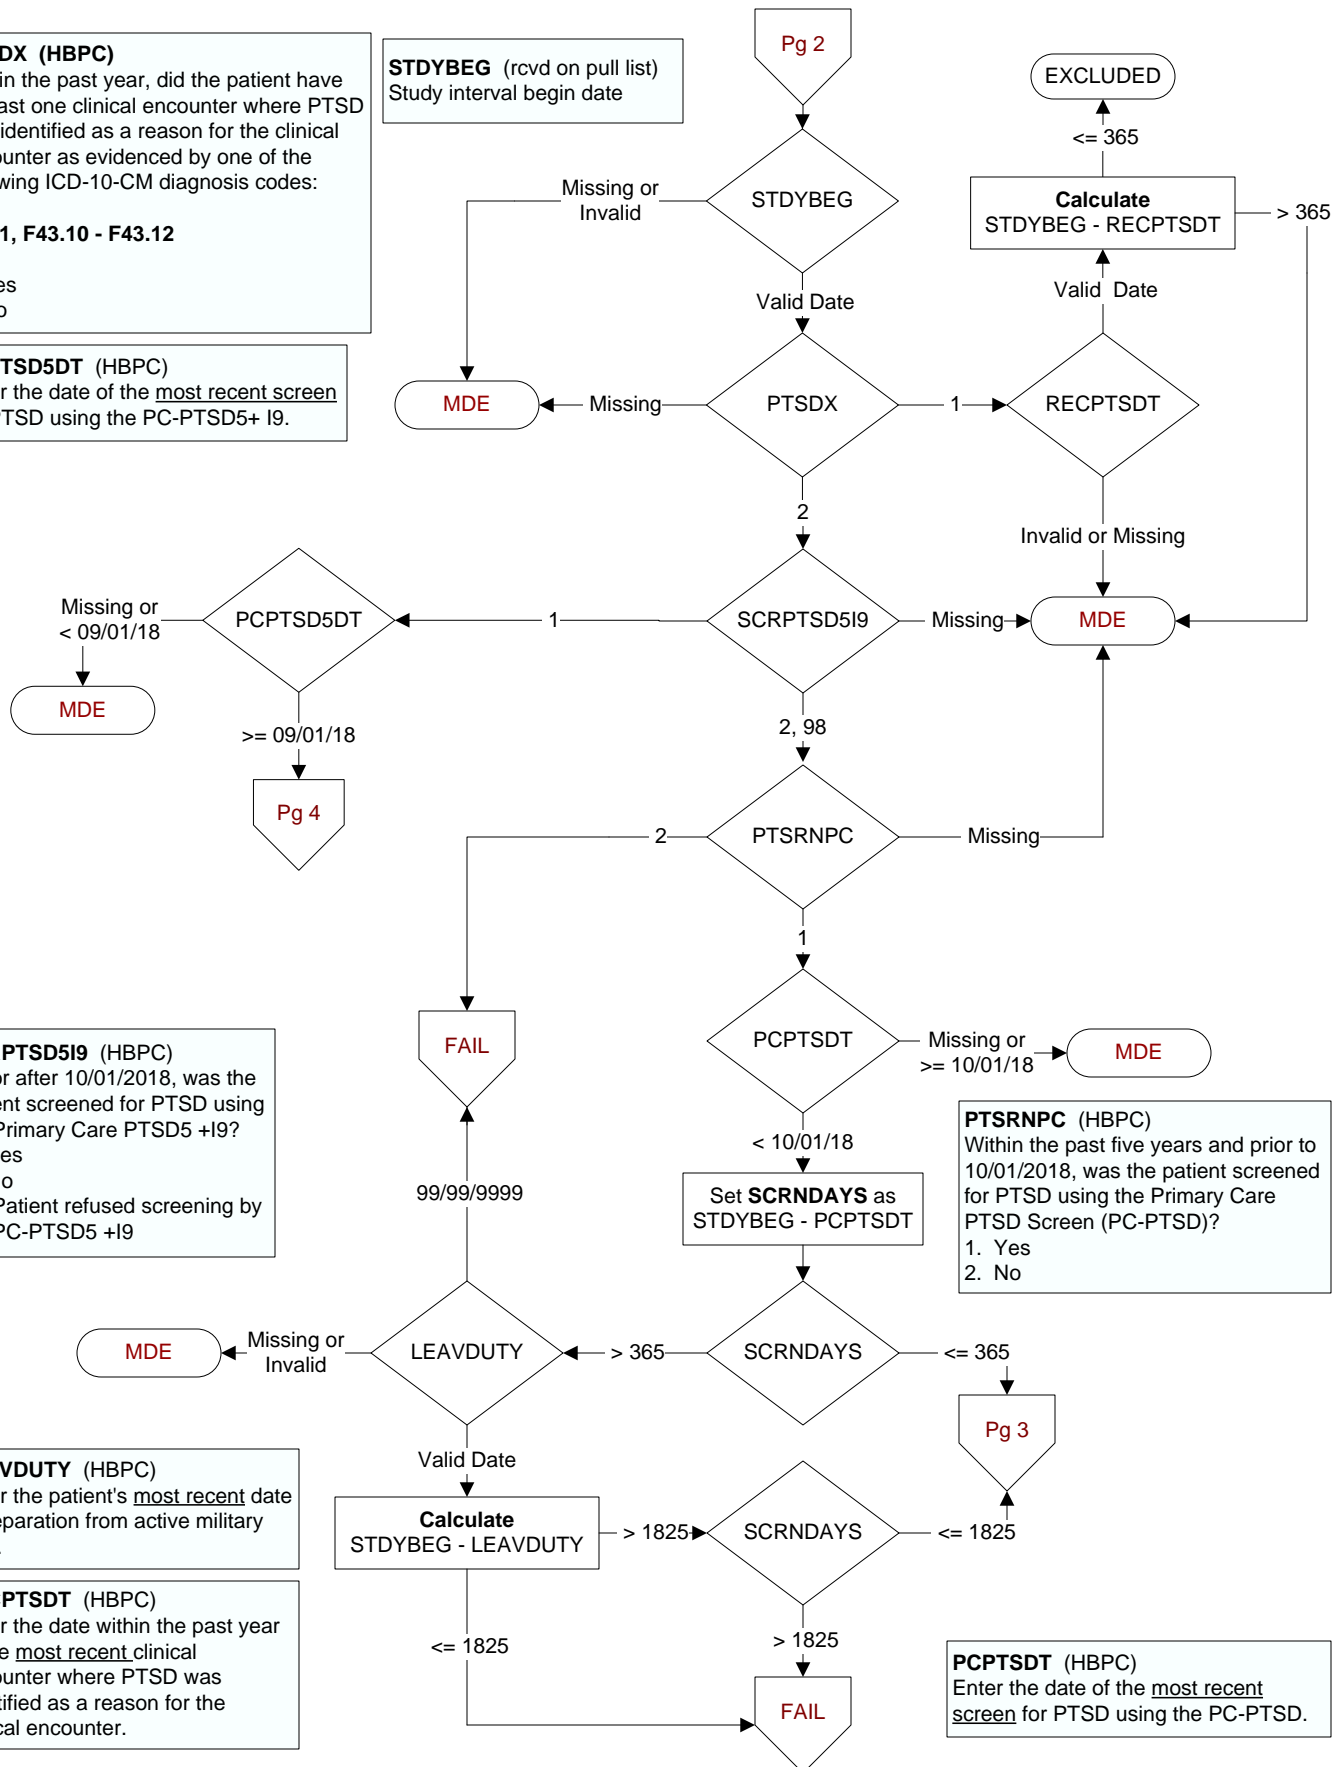 Pg 2
DX (HBPC)
in the past year, did the patient have
ast one clinical encounter where PTSD
identified as a reason for the clinical
ounter as evidenced by one of the
wing ICD-10-CM diagnosis codes:
1, F43.10 - F43.12
es
o
STDYBEG (rcvd on pull list)
Study interval begin date
EXCLUDED
<= 365
Calculate
STDYBEG - RECPTSDT
> 365
Missing or
Invalid
STDYBEG
Valid Date
Valid Date
TSD5DT (HBPC)
r the date of the most recent screen
PTSD using the PC-PTSD5+ I9.
MDE
Missing
PTSDX
1
RECPTSDT
2
Invalid or Missing
Missing or
< 09/01/18
PCPTSD5DT
1
SCRPTSD5I9
Missing
MDE
MDE
>= 09/01/18
2, 98
Pg 4
2
PTSRNPC
Missing
1
PTSD5I9 (HBPC)
or after 10/01/2018, was the
ent screened for PTSD using
Primary Care PTSD5 +I9?
es
o
Patient refused screening by
PC-PTSD5 +I9
FAIL
PCPTSDT
Missing or
>= 10/01/18
MDE
< 10/01/18
PTSRNPC (HBPC)
Within the past five years and prior to
10/01/2018, was the patient screened
for PTSD using the Primary Care
PTSD Screen (PC-PTSD)?
1. Yes
2. No
99/99/9999
Set SCRNDAYS as
STDYBEG - PCPTSDT
MDE
Missing or
Invalid
LEAVDUTY
> 365
SCRNDAYS
<= 365
Pg 3
Valid Date
VDUTY (HBPC)
r the patient's most recent date
eparation from active military
.
Calculate
STDYBEG - LEAVDUTY
> 1825
SCRNDAYS
<= 1825
PTSDT (HBPC)
r the date within the past year
e most recent clinical
ounter where PTSD was
tified as a reason for the
cal encounter.
<= 1825
> 1825
FAIL
PCPTSDT (HBPC)
Enter the date of the most recent
screen for PTSD using the PC-PTSD.